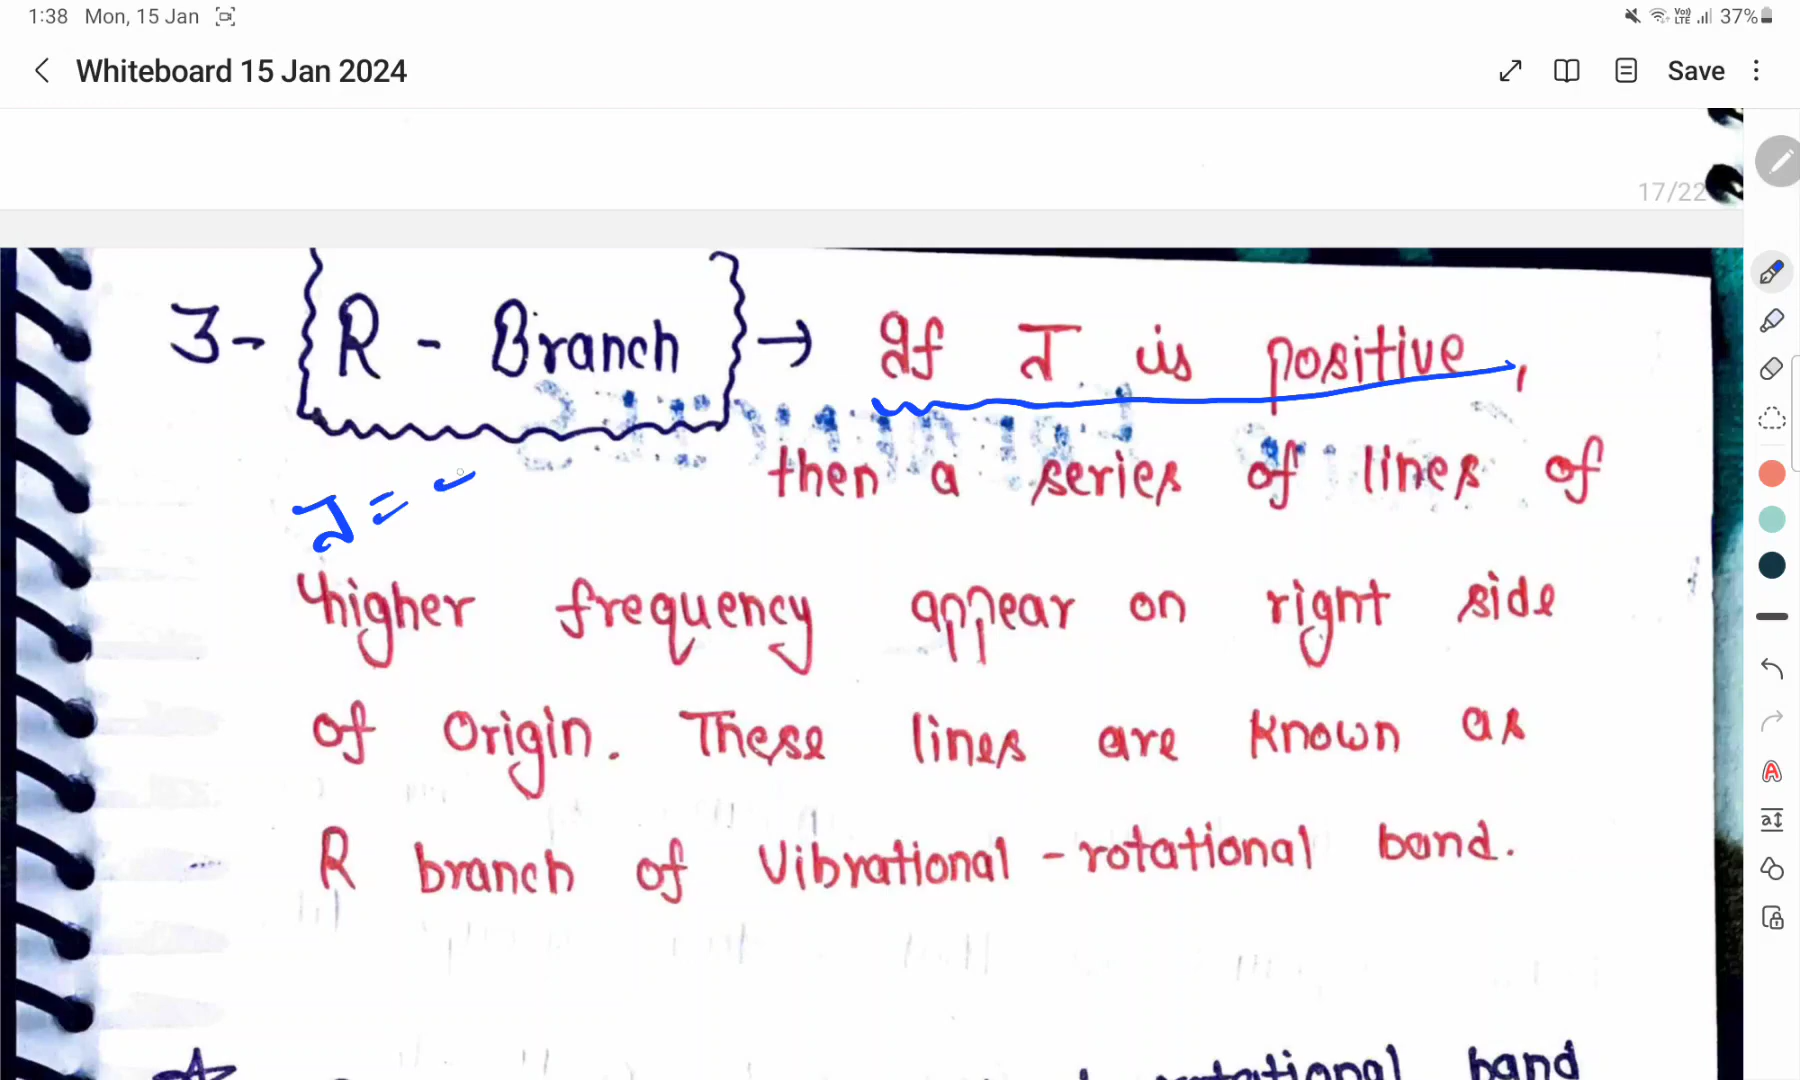 1:38 Mon, 15 Jan
37%
Whiteboard 15 Jan 2024
Save
17/22
3- R - Branch → If J is positive,
then a series of lines of
J = -
higher frequency appear on right side
of Origin. These lines are known as
R branch of Vibrational-rotational band.
band